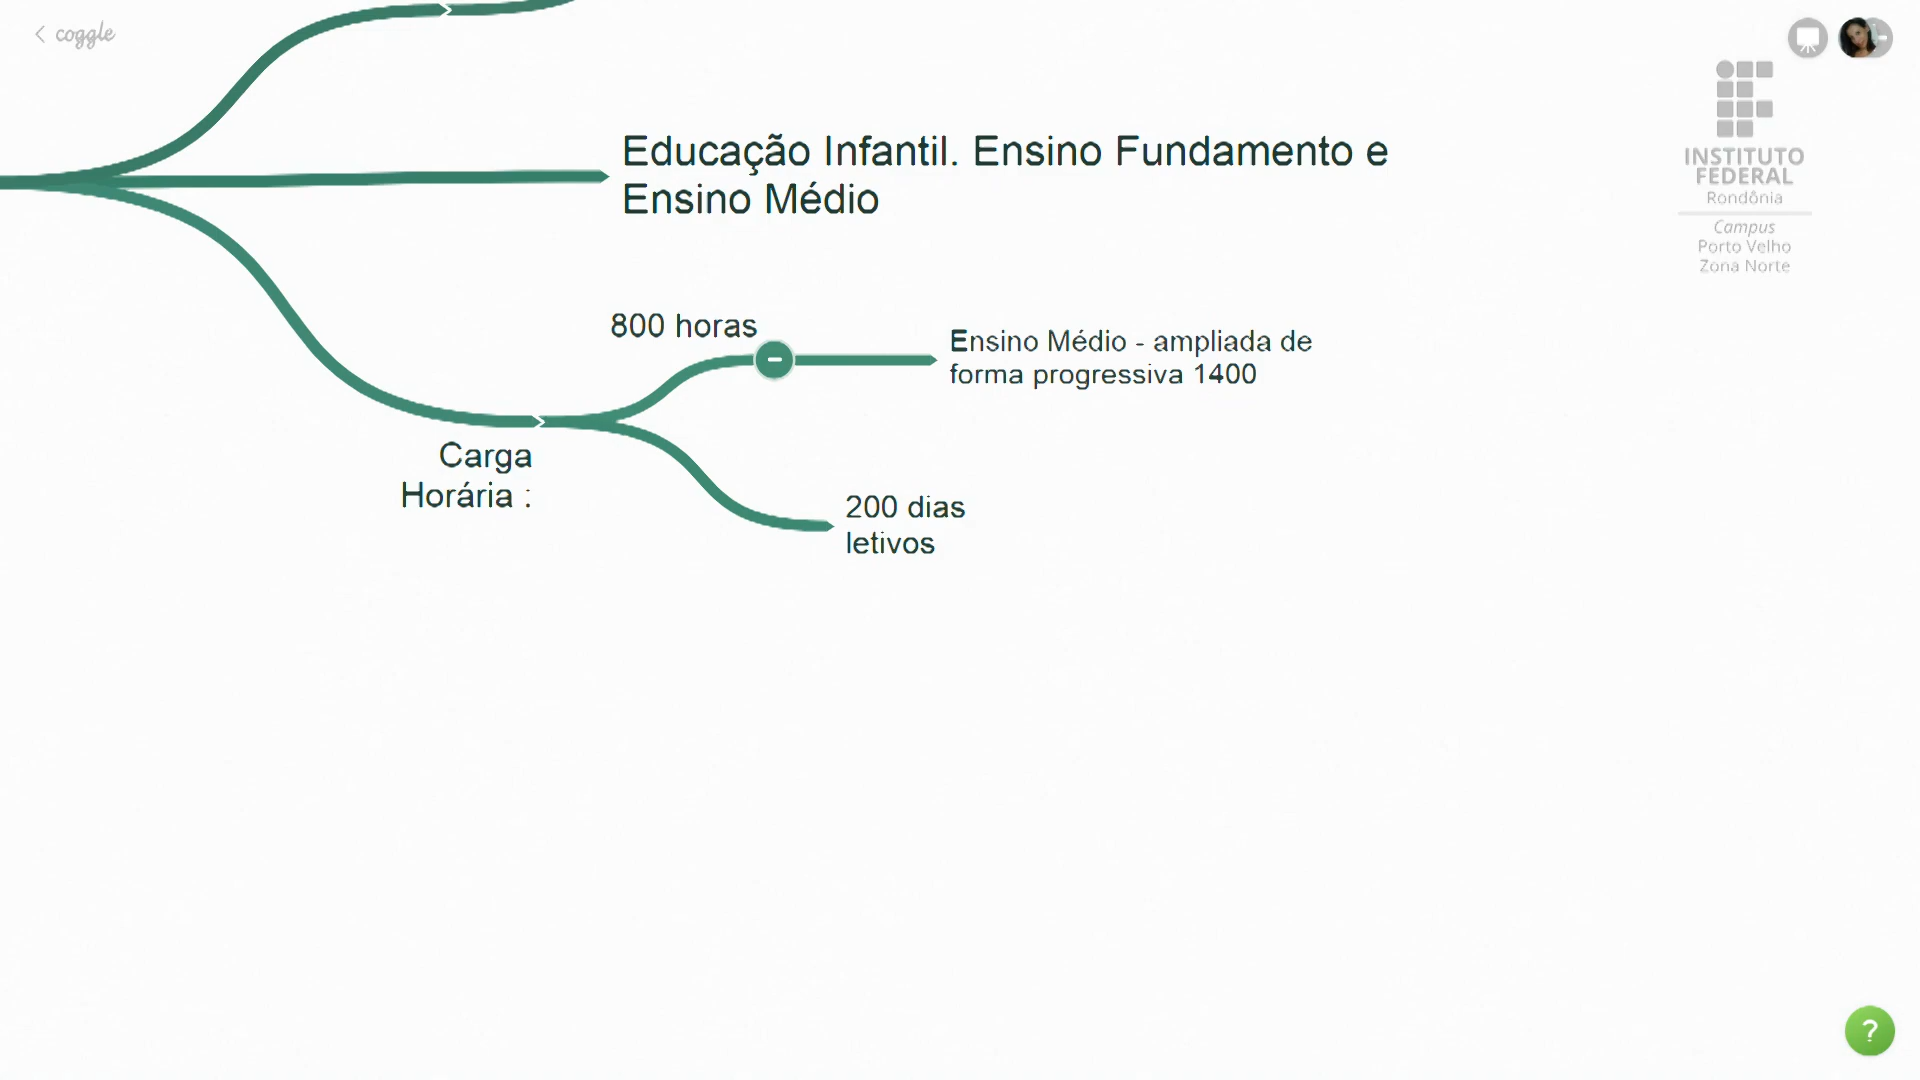 coggle
Educação Infantil. Ensino Fundamento e
Ensino Médio
INSTITUTO
FEDERAL
Rondônia
Campus
Porto Velho
Zona Norte
800 horas
Ensino Médio - ampliada de
forma progressiva 1400
Carga
Horária :
200 dias
letivos
?